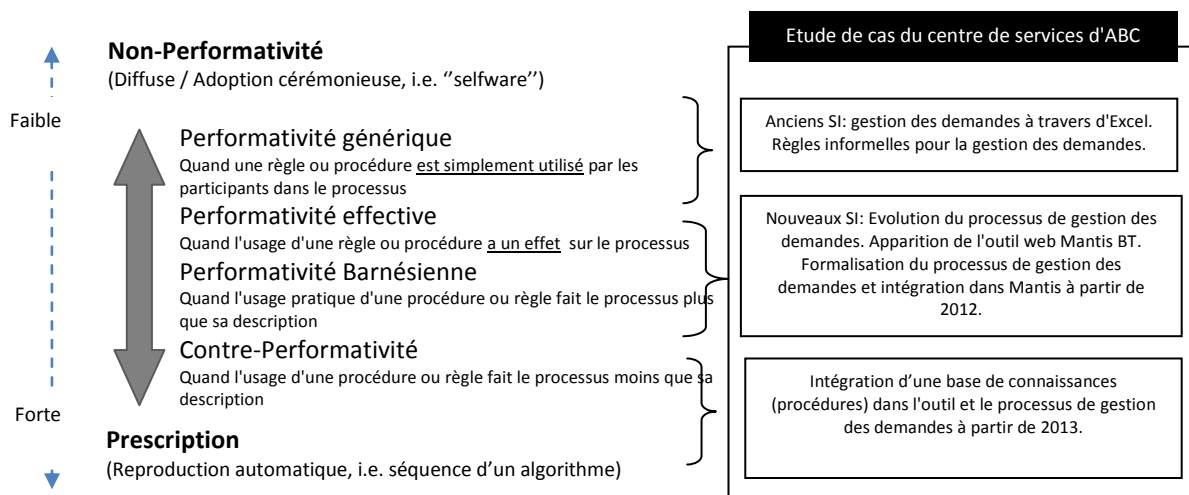 Non-Performativité
(Diffuse / Adoption cérémonieuse, i.e. ‘’selfware’’)
Faible
Performativité générique
Quand une règle ou procédure est simplement utilisé par les
participants dans le processus
Performativité effective
Quand l'usage d'une règle ou procédure a un effet sur le processus
Performativité Barnésienne
Quand l'usage pratique d'une procédure ou règle fait le processus plus
que sa description
Contre-Performativité
Quand l'usage d'une procédure ou règle fait le processus moins que sa
description
Forte
Prescription
(Reproduction automatique, i.e. séquence d’un algorithme)
Etude de cas du centre de services d'ABC
Anciens SI: gestion des demandes à travers d'Excel.
Règles informelles pour la gestion des demandes.
Nouveaux SI: Evolution du processus de gestion des
demandes. Apparition de l'outil web Mantis BT.
Formalisation du processus de gestion des
demandes et intégration dans Mantis à partir de
2012.
Intégration d’une base de connaissances
(procédures) dans l'outil et le processus de gestion
des demandes à partir de 2013.